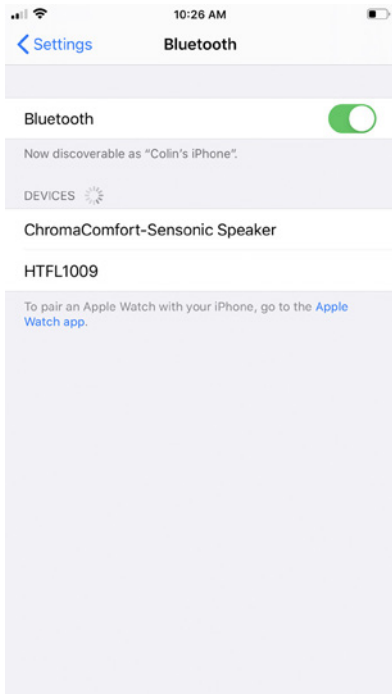 10:26 AM
Settings
Bluetooth
Bluetooth
Now discoverable as “Colin’s iPhone”.
DEVICES
ChromaComfort-Sensonic Speaker
HTFL1009
To pair an Apple Watch with your iPhone, go to the Apple
Watch app.